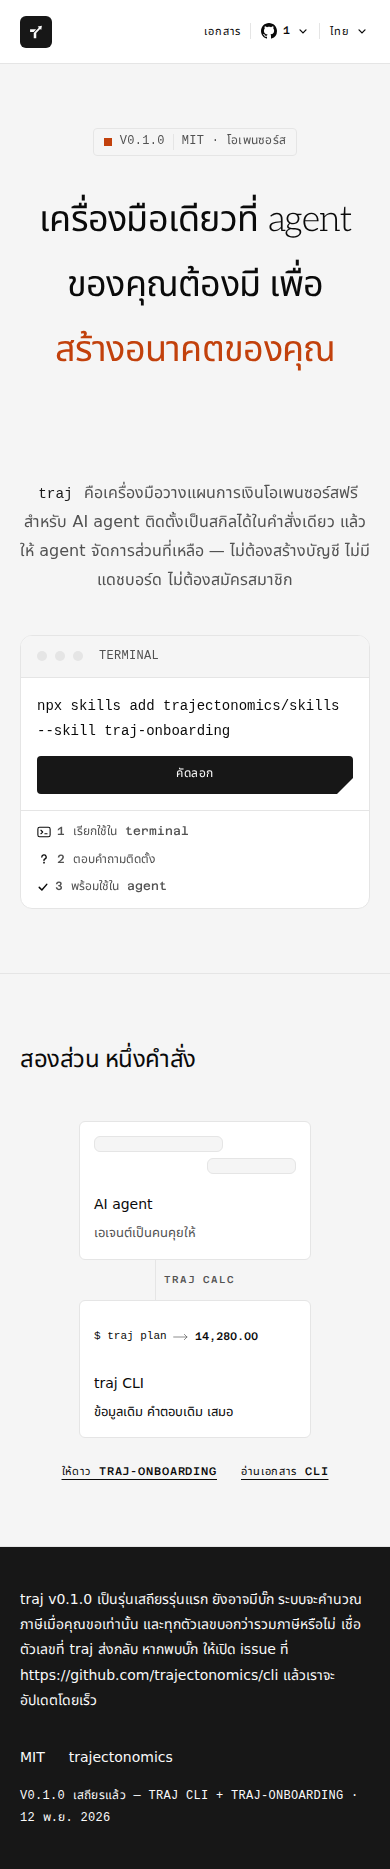 เอกสาร 1 ไทย
V0.1.0 MIT · โอเพนซอร์ส
เครื่องมือเดียวที่ agent
ของคุณต้องมี เพื่อ
สร้างอนาคตของคุณ
traj คือเครื่องมือวางแผนการเงินโอเพนซอร์สฟรี
สำหรับ AI agent ติดตั้งเป็นสกิลได้ในคำสั่งเดียว แล้ว
ให้ agent จัดการส่วนที่เหลือ — ไม่ต้องสร้างบัญชี ไม่มี
แดชบอร์ด ไม่ต้องสมัครสมาชิก
TERMINAL
npx skills add trajectonomics/skills
--skill traj-onboarding
คัดลอก
1 เรียกใช้ใน terminal
? 2 ตอบคำถามติดตั้ง
3 พร้อมใช้ใน agent
สองส่วน หนึ่งคำสั่ง
AI agent
เอเจนต์เป็นคนคุยให้
TRAJ CALC
$ traj plan → 14,280.00
traj CLI
ข้อมูลเดิม คำตอบเดิม เสมอ
ให้ดาว TRAJ-ONBOARDING อ่านเอกสาร CLI
traj v0.1.0 เป็นรุ่นเสถียรรุ่นแรก ยังอาจมีบั๊ก ระบบจะคำนวณ
ภาษีเมื่อคุณขอเท่านั้น และทุกตัวเลขบอกว่ารวมภาษีหรือไม่ เชื่อ
ตัวเลขที่ traj ส่งกลับ หากพบบั๊ก ให้เปิด issue ที่
https://github.com/trajectonomics/cli แล้วเราจะ
อัปเดตโดยเร็ว
MIT trajectonomics
V0.1.0 เสถียรแล้ว — TRAJ CLI + TRAJ-ONBOARDING ·
12 พ.ย. 2026